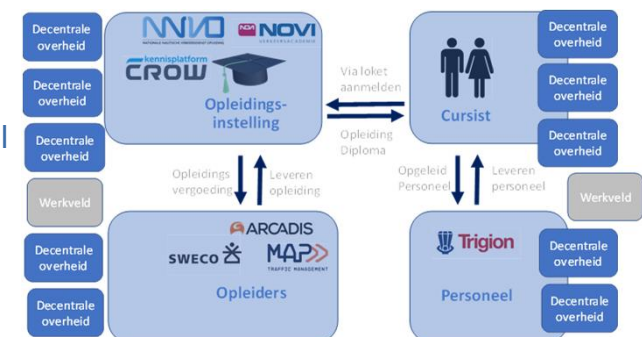 Decentrale
overheid
Decentrale
overheid
Decentrale
overheid
Werkveld
Decentrale
overheid
Decentrale
overheid
NNVO
NATIONALE NAUTISCHE VERKEERSDIENST OPLEIDING
NOVI
VERKEERSACADEMIE
kennisplatform
CROW
Opleidings-
instelling
Via loket
aanmelden
Opleiding
Diploma
Cursist
Decentrale
overheid
Decentrale
overheid
Decentrale
overheid
Opleidings
vergoeding
Leveren
opleiding
Opgeleid
Personeel
Leveren
personeel
Werkveld
ARCADIS
SWECO
MAP
TRAFFIC MANAGEMENT
Opleiders
Trigion
Personeel
Decentrale
overheid
Decentrale
overheid